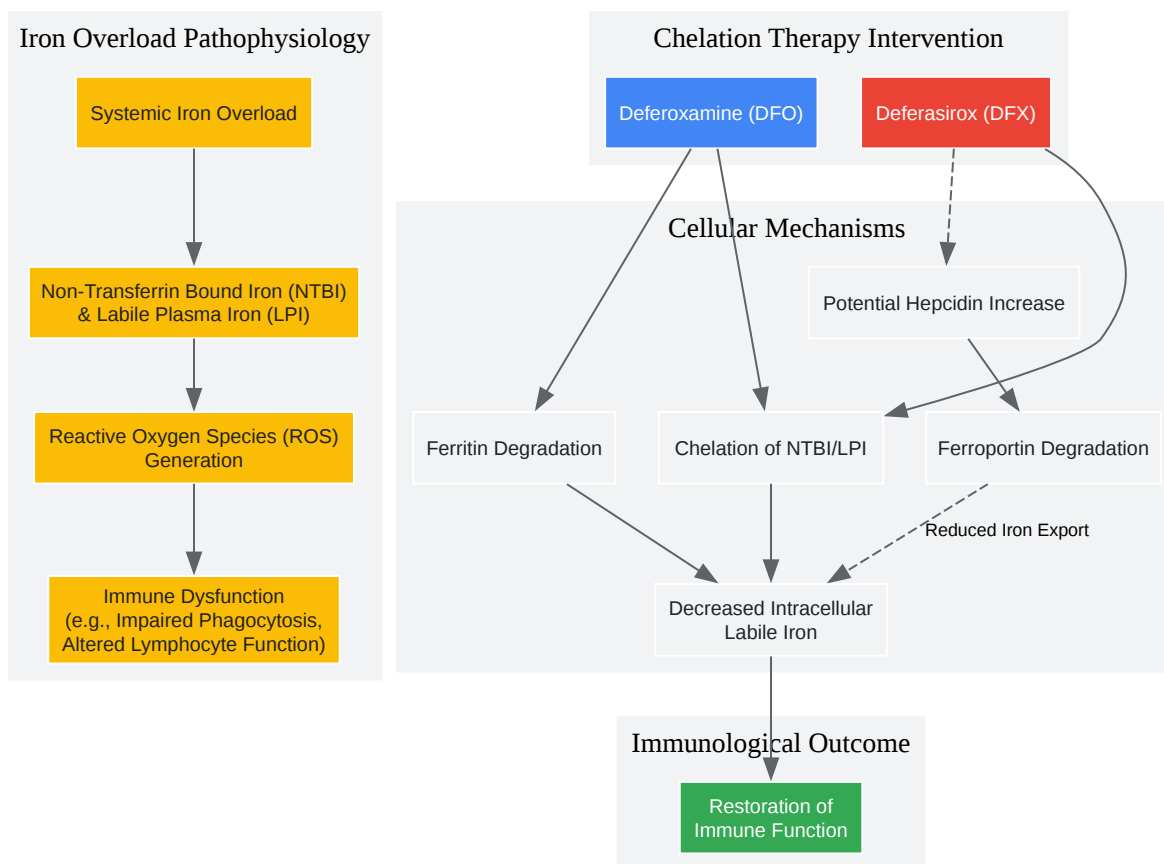 Iron Overload Pathophysiology
Systemic Iron Overload
Non-Transferrin Bound Iron (NTBI)
& Labile Plasma Iron (LPI)
Reactive Oxygen Species (ROS)
Generation
Immune Dysfunction
(e.g., Impaired Phagocytosis,
Altered Lymphocyte Function)
Chelation Therapy Intervention
Deferoxamine (DFO)
Deferasirox (DFX)
Cellular Mechanisms
Potential Hepcidin Increase
Ferritin Degradation
Chelation of NTBI/LPI
Ferroportin Degradation
Reduced Iron Export
Decreased Intracellular
Labile Iron
Immunological Outcome
Restoration of
Immune Function